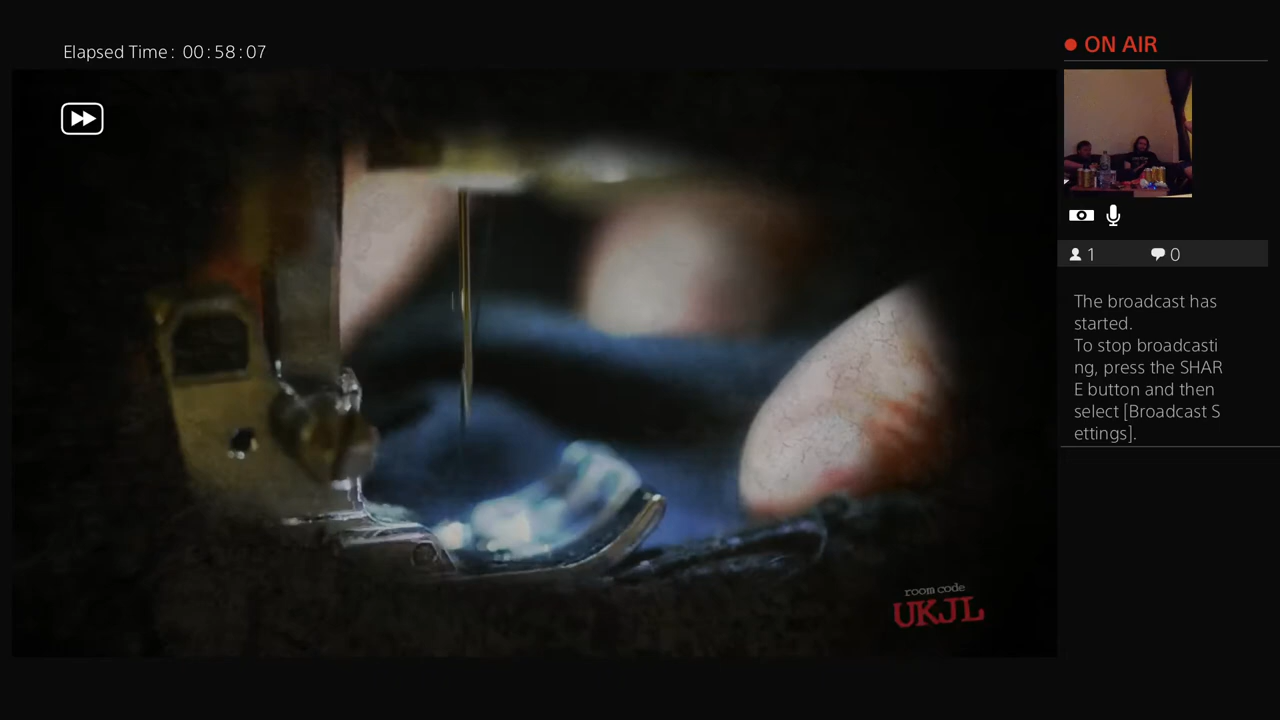 Elapsed Time: 00:58:07
ON AIR
1
0
The broadcast has
started.
To stop broadcasti
ng, press the SHAR
E button and then
select [Broadcast S
ettings].
room code
UKJL